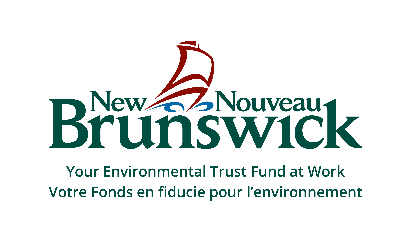 New Nouveau
Brunswick
Your Environmental Trust Fund at Work
Votre Fonds en fiducie pour l'environnement